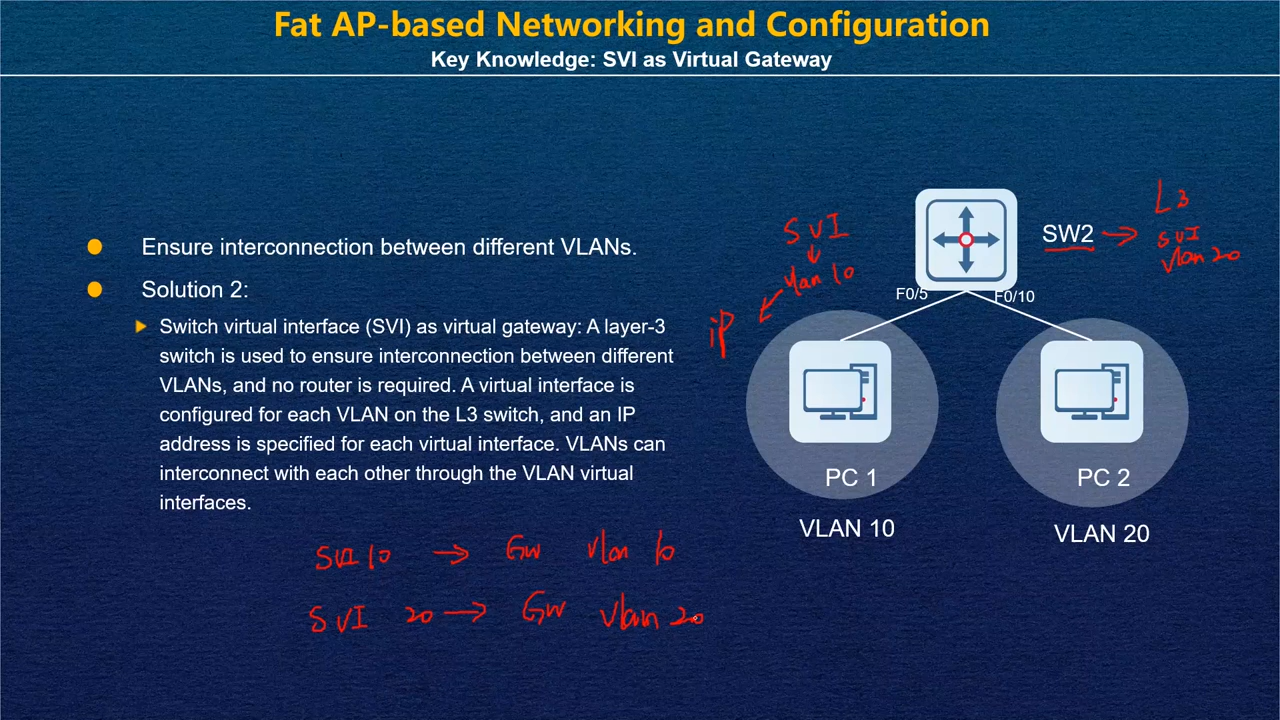 Fat AP-based Networking and Configuration
Key Knowledge: SVI as Virtual Gateway
Ensure interconnection between different VLANs.
Solution 2:
Switch virtual interface (SVI) as virtual gateway: A layer-3
switch is used to ensure interconnection between different
VLANs, and no router is required. A virtual interface is
configured for each VLAN on the L3 switch, and an IP
address is specified for each virtual interface. VLANs can
interconnect with each other through the VLAN virtual
interfaces.
SVI 10 → GW Vlan 10
SVI 20 → GW Vlan 20
SVI
Vlan 10
iP
SW2
L3
SVI
Vlan 20
F0/5
F0/10
PC 1
PC 2
VLAN 10
VLAN 20